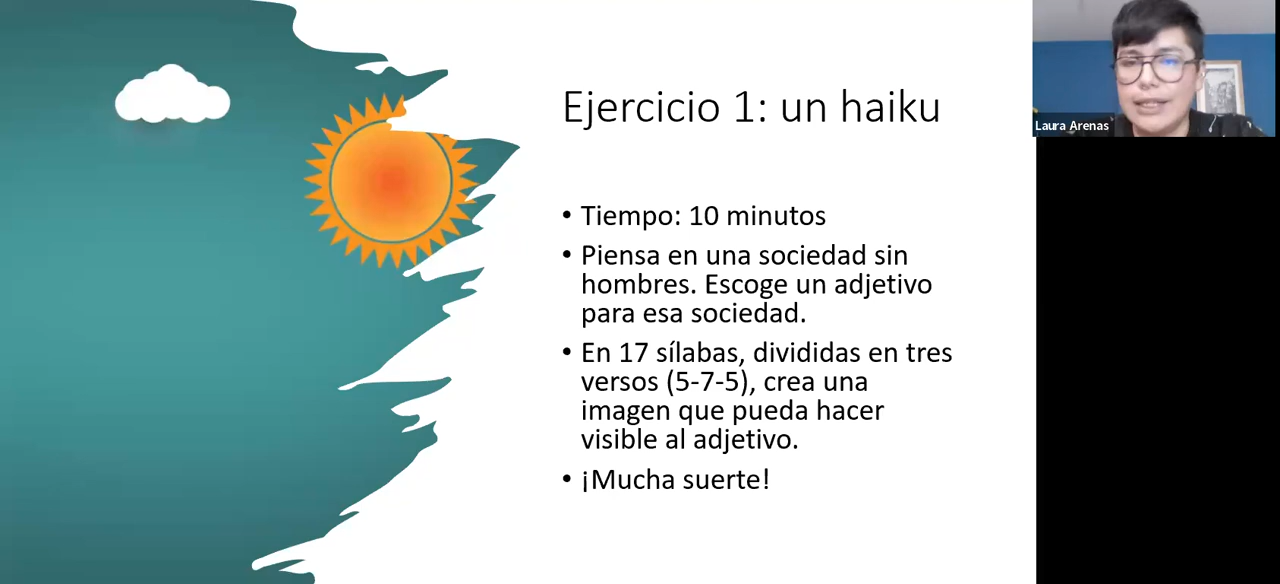 Ejercicio 1: un haiku
Laura Arenas
• Tiempo: 10 minutos
• Piensa en una sociedad sin
hombres. Escoge un adjetivo
para esa sociedad.
• En 17 sílabas, divididas en tres
versos (5-7-5), crea una
imagen que pueda hacer
visible al adjetivo.
• ¡Mucha suerte!